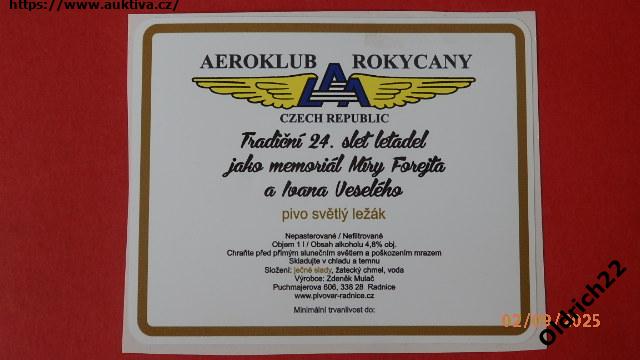 https://www.auktiva.cz/
AEROKLUB ROKYCANY
LAA
CZECH REPUBLIC
Tradiční 24. slet letadel
jako memoriál Míry Forejta
a Ivana Veselého
pivo světlý ležák
Nepasterované / Nefiltrované
Objem 1 l / Obsah alkoholu 4,8% obj.
Chraňte před přímým slunečním světlem a poškozením mrazem
Skladujte v chladu a temnu
Složení: ječné slady, žatecký chmel, voda
Výrobce: Zdeněk Mulač
Puchmajerova 606, 338 28 Radnice
www.pivovar-radnice.cz
Minimální trvanlivost do:
02/09/2025
Oldrich22